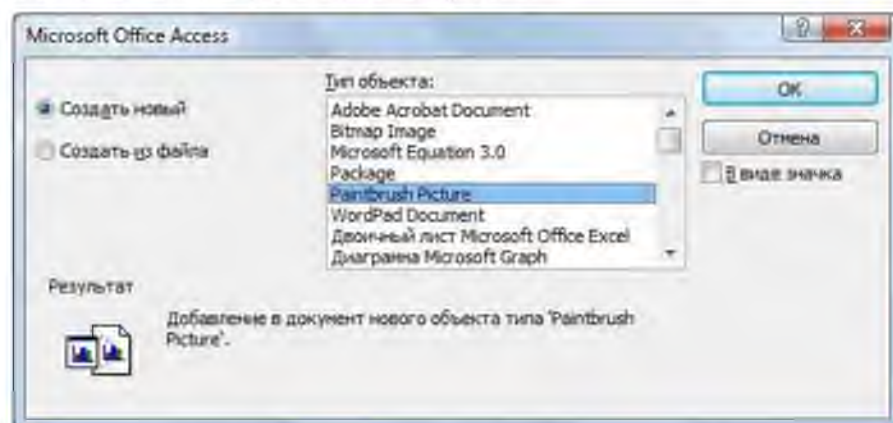 Microsoft Office Access
Тип объекта:
Создать новый
Создать из файла
Adobe Acrobat Document
Bitmap Image
Microsoft Equation 3.0
Package
Paintbrush Picture
WordPad Document
Двоичный лист Microsoft Office Excel
Диаграмма Microsoft Graph
ОК
Отмена
В виде значка
Результат
Добавление в документ нового объекта типа 'Paintbrush
Picture'.